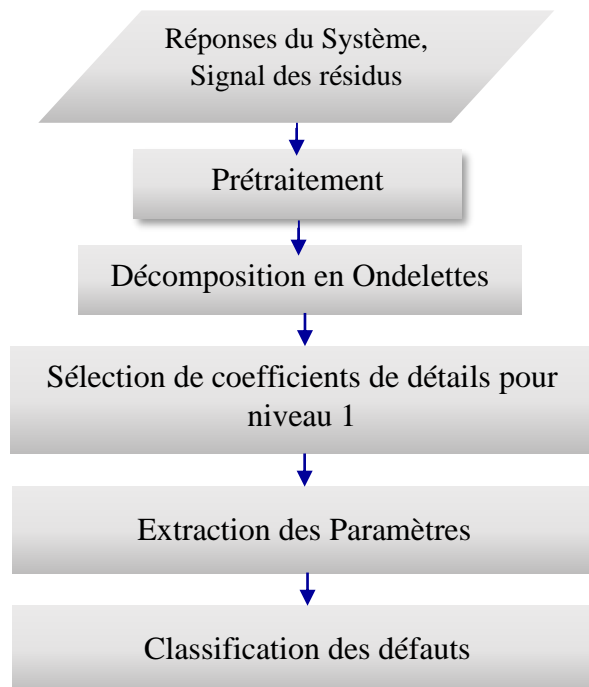 Réponses du Système,
Signal des résidus
Prétraitement
Décomposition en Ondelettes
Sélection de coefficients de détails pour
niveau 1
Extraction des Paramètres
Classification des défauts